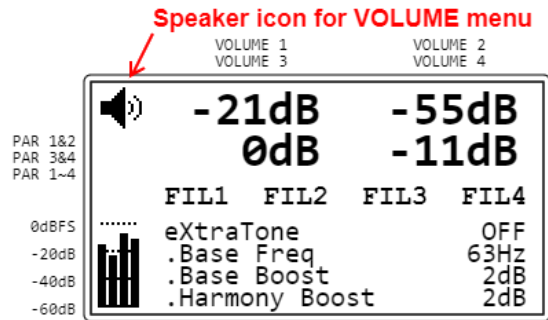 Speaker icon for VOLUME menu
VOLUME 1 VOLUME 2
VOLUME 3 VOLUME 4
-21dB -55dB
PAR 1&2
PAR 3&4
PAR 1~4
0dB -11dB
FIL1 FIL2 FIL3 FIL4
0dBFS
-20dB
-40dB
-60dB
eXtraTone OFF
.Base Freq 63Hz
.Base Boost 2dB
.Harmony Boost 2dB